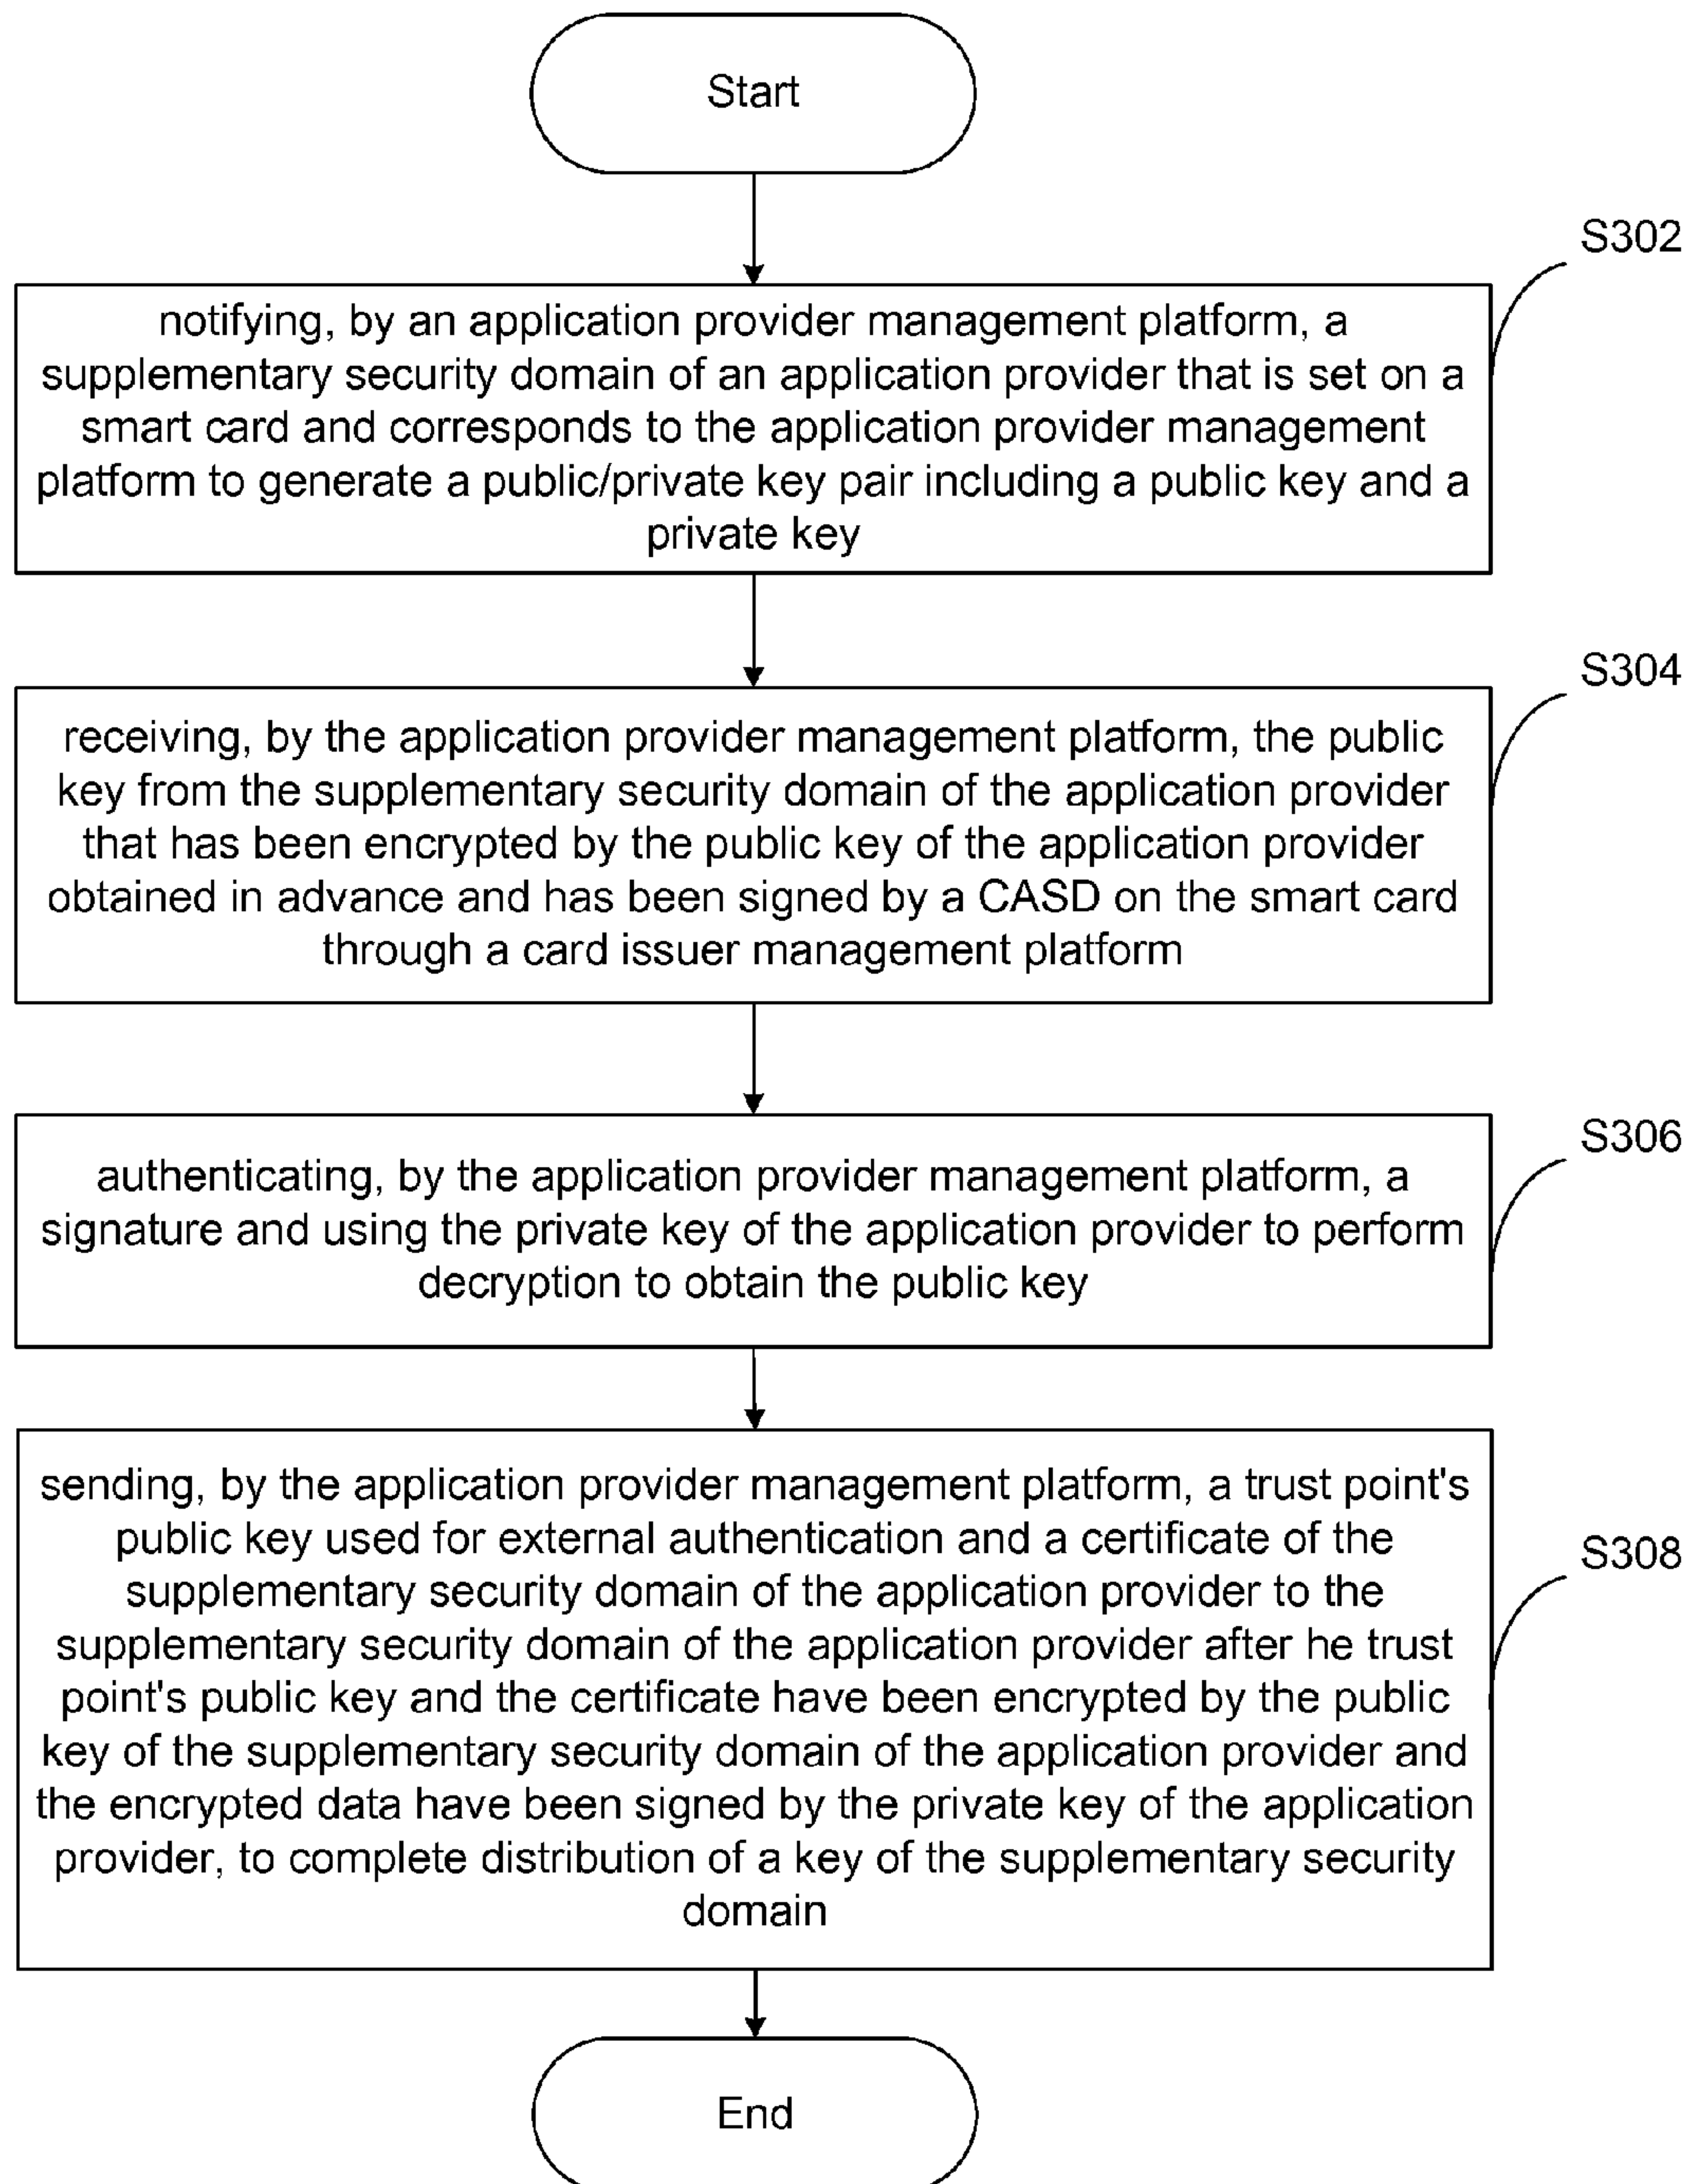 Start
S302
notifying, by an application provider management platform, a
supplementary security domain of an application provider that is set on a
smart card and corresponds to the application provider management
platform to generate a public/private key pair including a public key and a
private key
S304
receiving, by the application provider management platform, the public
key from the supplementary security domain of the application provider
that has been encrypted by the public key of the application provider
obtained in advance and has been signed by a CASD on the smart card
through a card issuer management platform
S306
authenticating, by the application provider management platform, a
signature and using the private key of the application provider to perform
decryption to obtain the public key
S308
sending, by the application provider management platform, a trust point's
public key used for external authentication and a certificate of the
supplementary security domain of the application provider to the
supplementary security domain of the application provider after he trust
point's public key and the certificate have been encrypted by the public
key of the supplementary security domain of the application provider and
the encrypted data have been signed by the private key of the application
provider, to complete distribution of a key of the supplementary security
domain
End